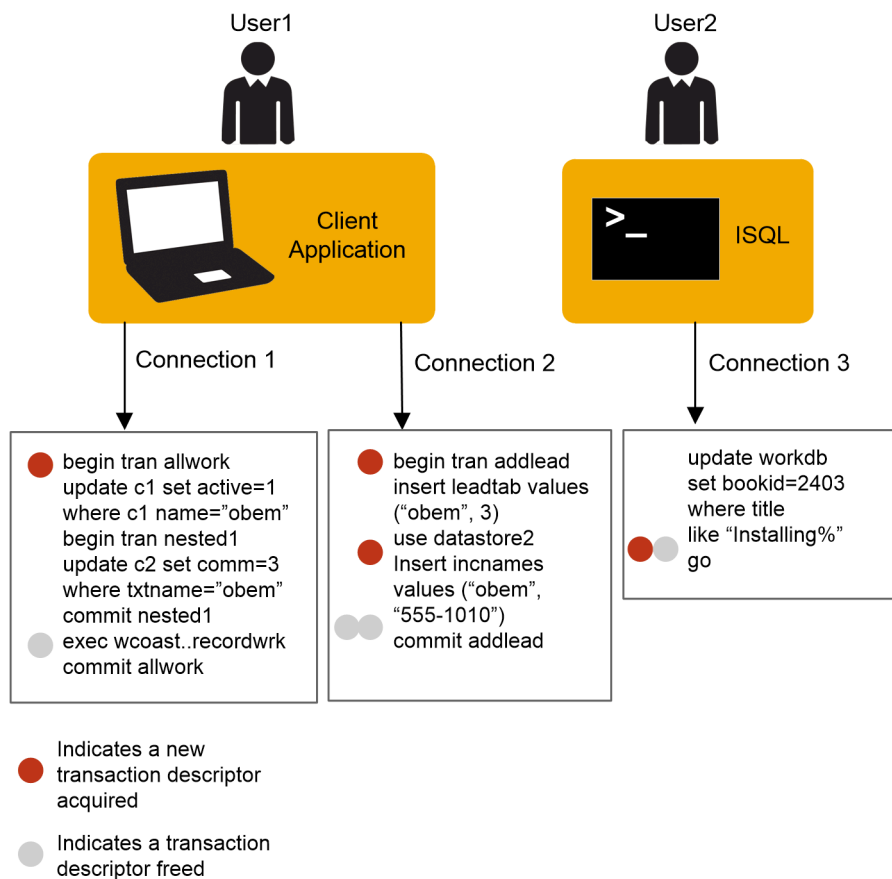 User1
User2
Client
Application
>_
ISQL
Connection 1
Connection 2
Connection 3
begin tran allwork
update c1 set active=1
where c1 name=”obem”
begin tran nested1
update c2 set comm=3
where txtname=”obem”
commit nested1
exec wcoast..recordwrk
commit allwork
begin tran addlead
insert leadtab values
(“obem”, 3)
use datastore2
Insert incnames
values (“obem”,
“555-1010”)
commit addlead
update workdb
set bookid=2403
where title
like “Installing%”
go
Indicates a new
transaction descriptor
acquired
Indicates a transaction
descriptor freed